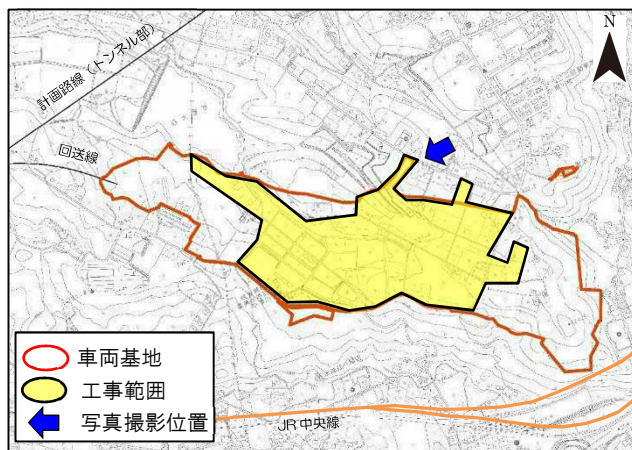 計画路線(トンネル部)
回送線
N
車両基地
工事範囲
写真撮影位置
JR中央線